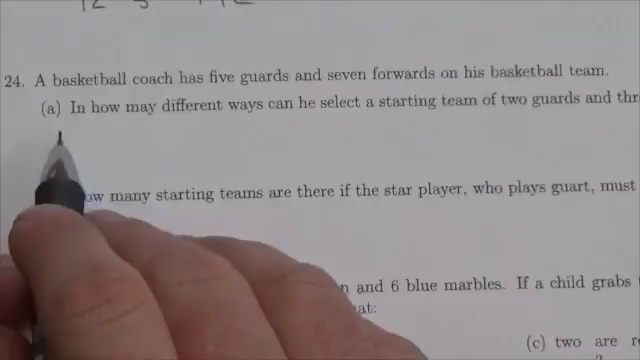 24. A basketball coach has five guards and seven forwards on his basketball team.
(a) In how may different ways can he select a starting team of two guards and thr
ow many starting teams are there if the star player, who plays guart, must
n and 6 blue marbles. If a child grabs
at:
(c) two are r